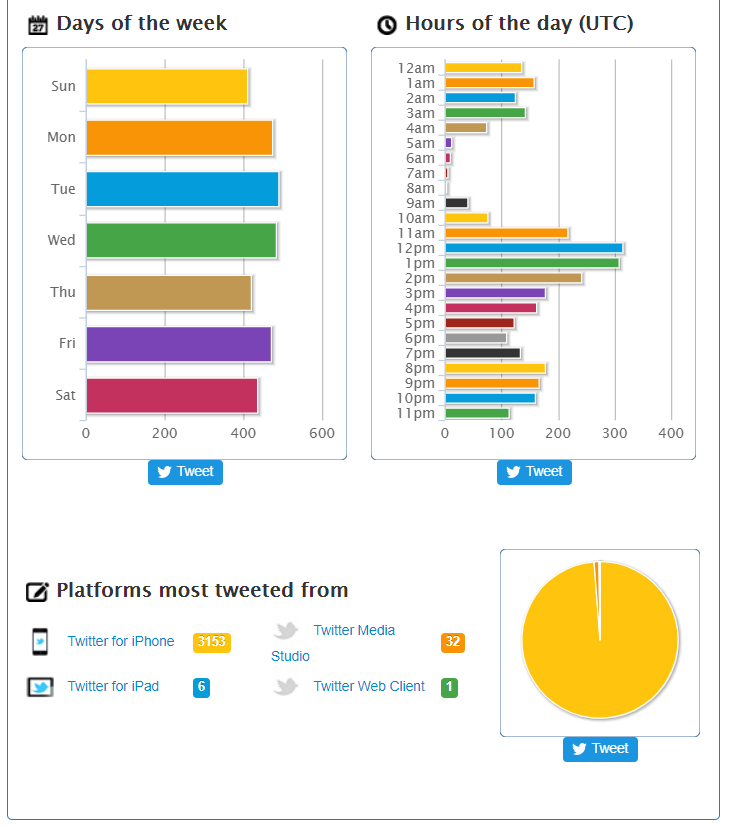 27
Days of the week
Sun
Mon
Tue
Wed
Thu
Fri
Sat
0 200 400 600
Tweet
Hours of the day (UTC)
12am
1am
2am
3am
4am
5am
6am
7am
8am
9am
10am
11am
12pm
1pm
2pm
3pm
4pm
5pm
6pm
7pm
8pm
9pm
10pm
11pm
0 100 200 300 400
Tweet
Platforms most tweeted from
Twitter for iPhone 3153
Twitter Media
Studio
32
Twitter for iPad 6
Twitter Web Client 1
Tweet